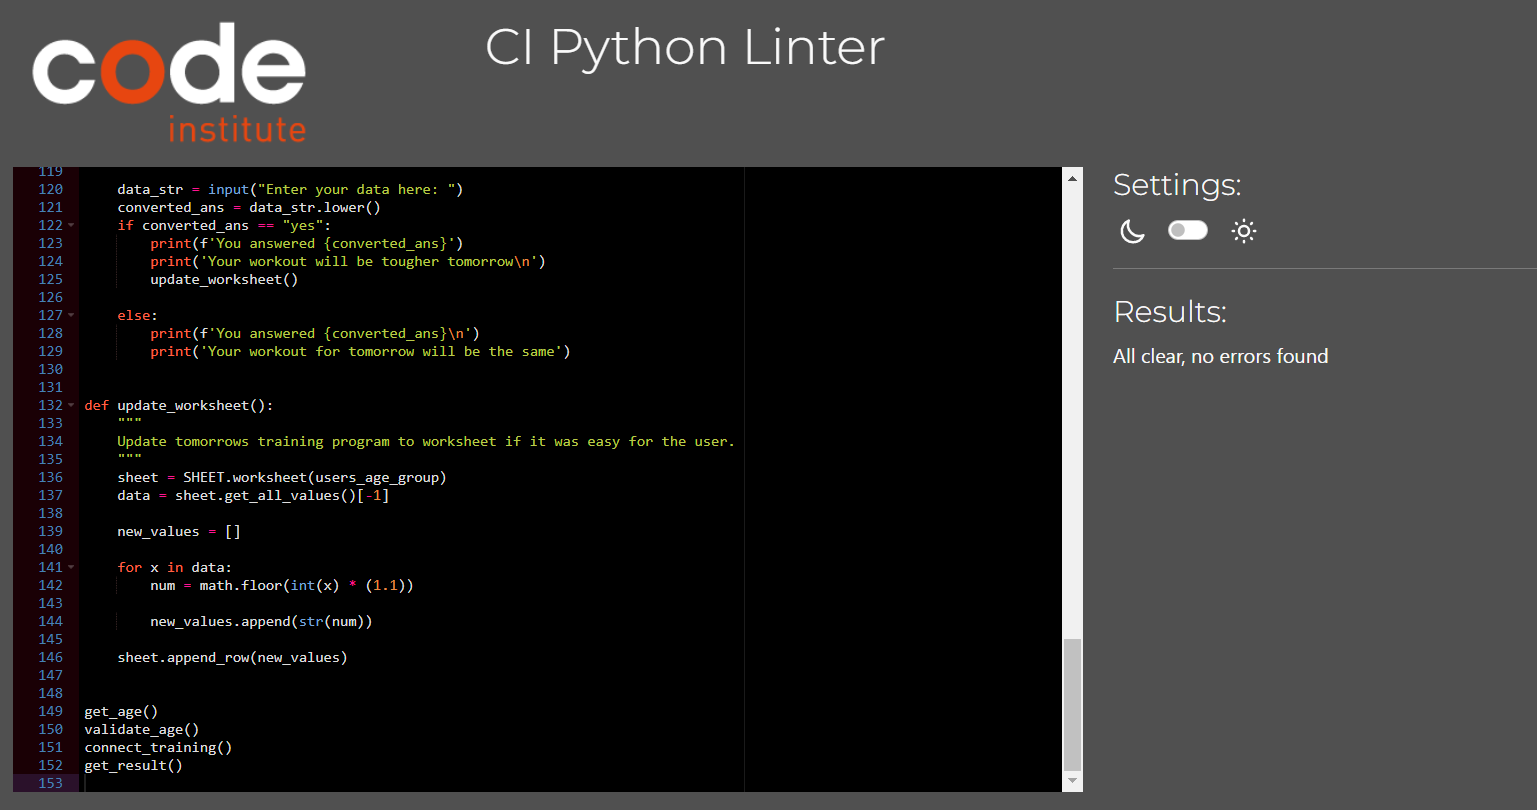 code
institute
CI Python Linter
119
120     data_str = input("Enter your data here: ")
121     converted_ans = data_str.lower()
122     if converted_ans == "yes":
123         print(f'You answered {converted_ans}')
124         print('Your workout will be tougher tomorrow\n')
125         update_worksheet()
126
127     else:
128         print(f'You answered {converted_ans}\n')
129         print('Your workout for tomorrow will be the same')
130
131
132 def update_worksheet():
133     """
134     Update tomorrows training program to worksheet if it was easy for the user.
135     """
136     sheet = SHEET.worksheet(users_age_group)
137     data = sheet.get_all_values()[-1]
138
139     new_values = []
140
141     for x in data:
142         num = math.floor(int(x) * (1.1))
143
144         new_values.append(str(num))
145
146     sheet.append_row(new_values)
147
148
149 get_age()
150 validate_age()
151 connect_training()
152 get_result()
153
Settings:
Results:
All clear, no errors found